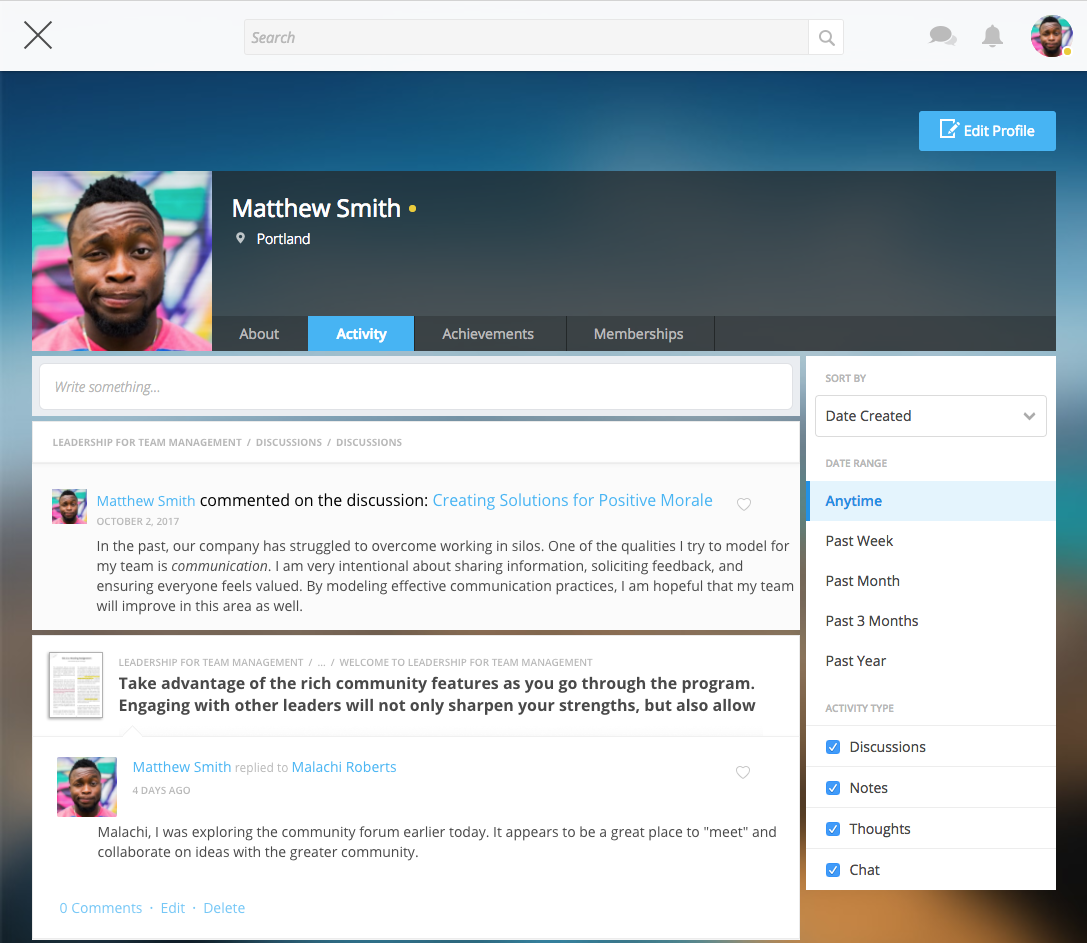 Search
Edit Profile
Matthew Smith
Portland
About
Activity
Achievements
Memberships
Write something...
LEADERSHIP FOR TEAM MANAGEMENT / DISCUSSIONS / DISCUSSIONS
Matthew Smith commented on the discussion: Creating Solutions for Positive Morale
OCTOBER 2, 2017
In the past, our company has struggled to overcome working in silos. One of the qualities I try to model for
my team is communication. I am very intentional about sharing information, soliciting feedback, and
ensuring everyone feels valued. By modeling effective communication practices, I am hopeful that my team
will improve in this area as well.
LEADERSHIP FOR TEAM MANAGEMENT / ... / WELCOME TO LEADERSHIP FOR TEAM MANAGEMENT
Take advantage of the rich community features as you go through the program.
Engaging with other leaders will not only sharpen your strengths, but also allow
Matthew Smith replied to Malachi Roberts
4 DAYS AGO
Malachi, I was exploring the community forum earlier today. It appears to be a great place to "meet" and
collaborate on ideas with the greater community.
0 Comments · Edit · Delete
SORT BY
Date Created
DATE RANGE
Anytime
Past Week
Past Month
Past 3 Months
Past Year
ACTIVITY TYPE
Discussions
Notes
Thoughts
Chat